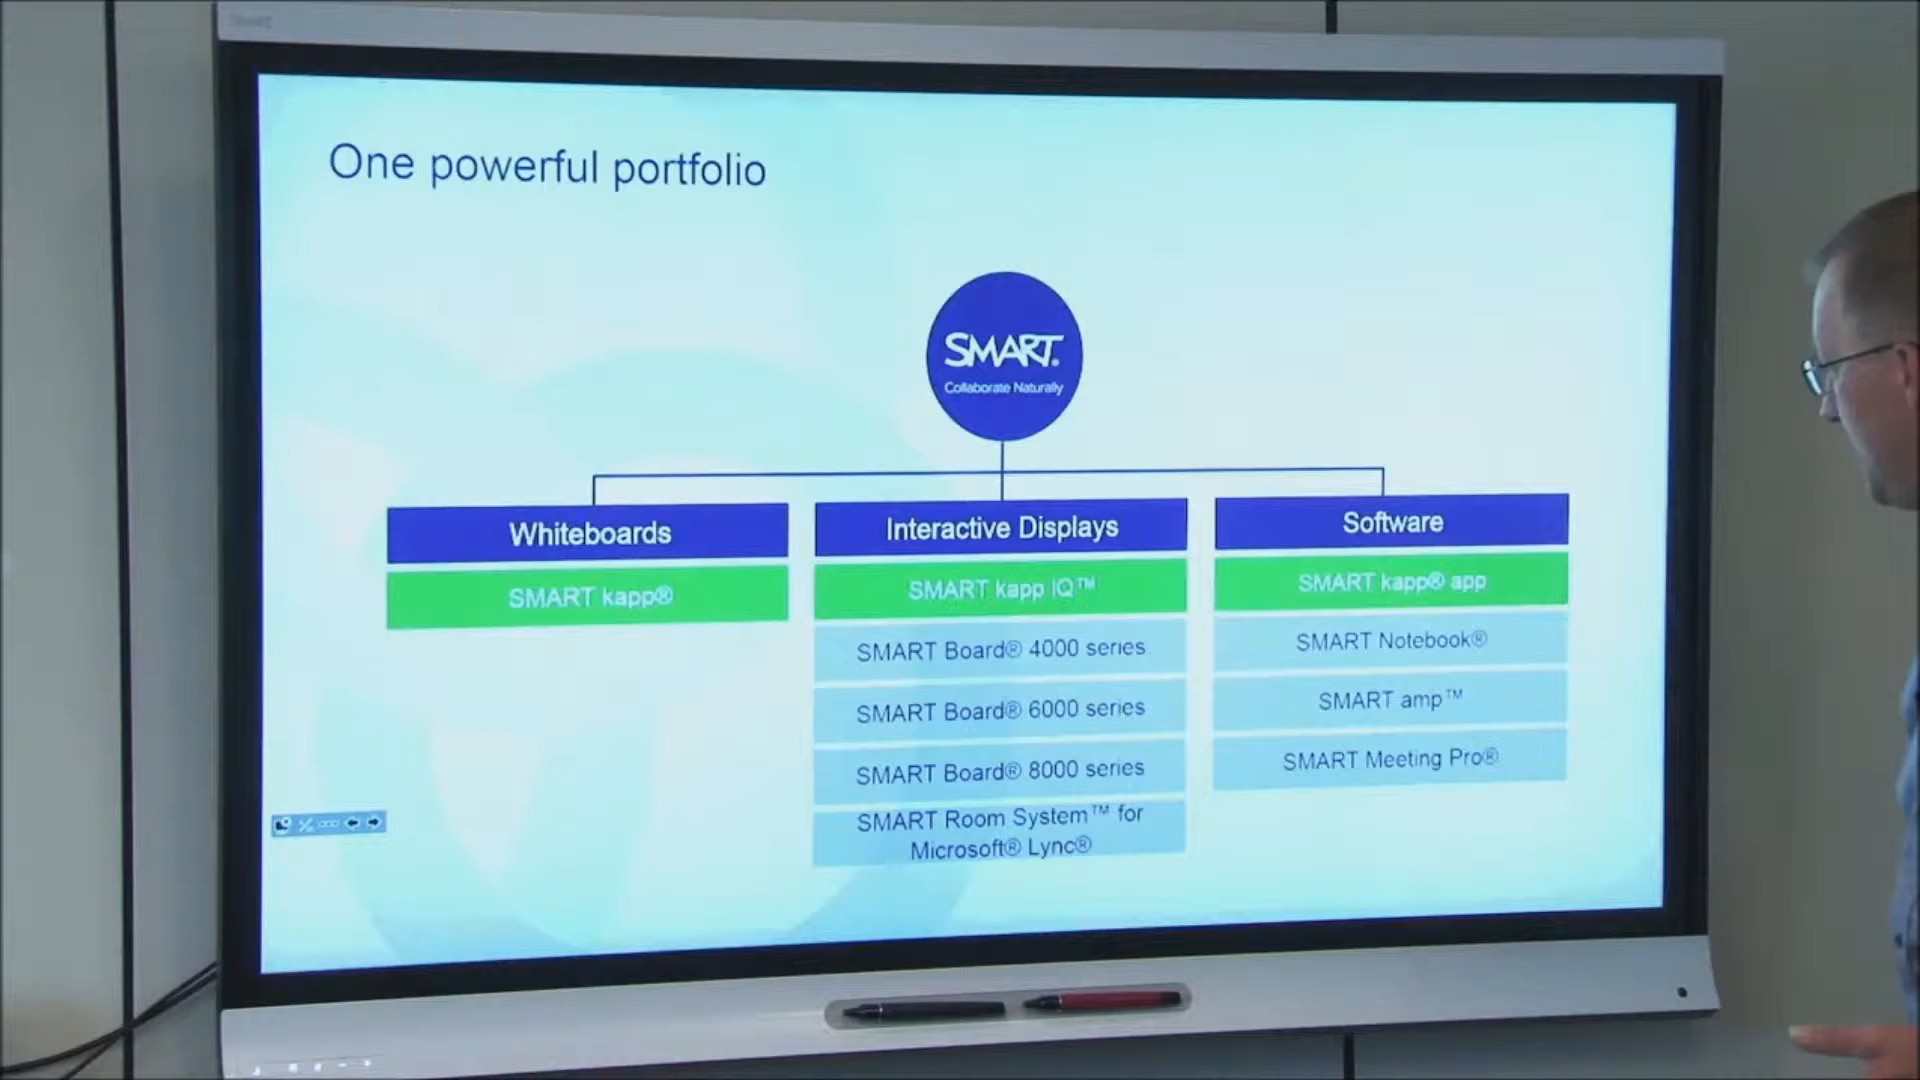 One powerful portfolio
SMART.
Collaborate Naturally
Whiteboards
SMART kapp®
Interactive Displays
SMART kapp iQ™
SMART Board® 4000 series
SMART Board® 6000 series
SMART Board® 8000 series
SMART Room System™ for
Microsoft® Lync®
Software
SMART kapp® app
SMART Notebook®
SMART amp™
SMART Meeting Pro®